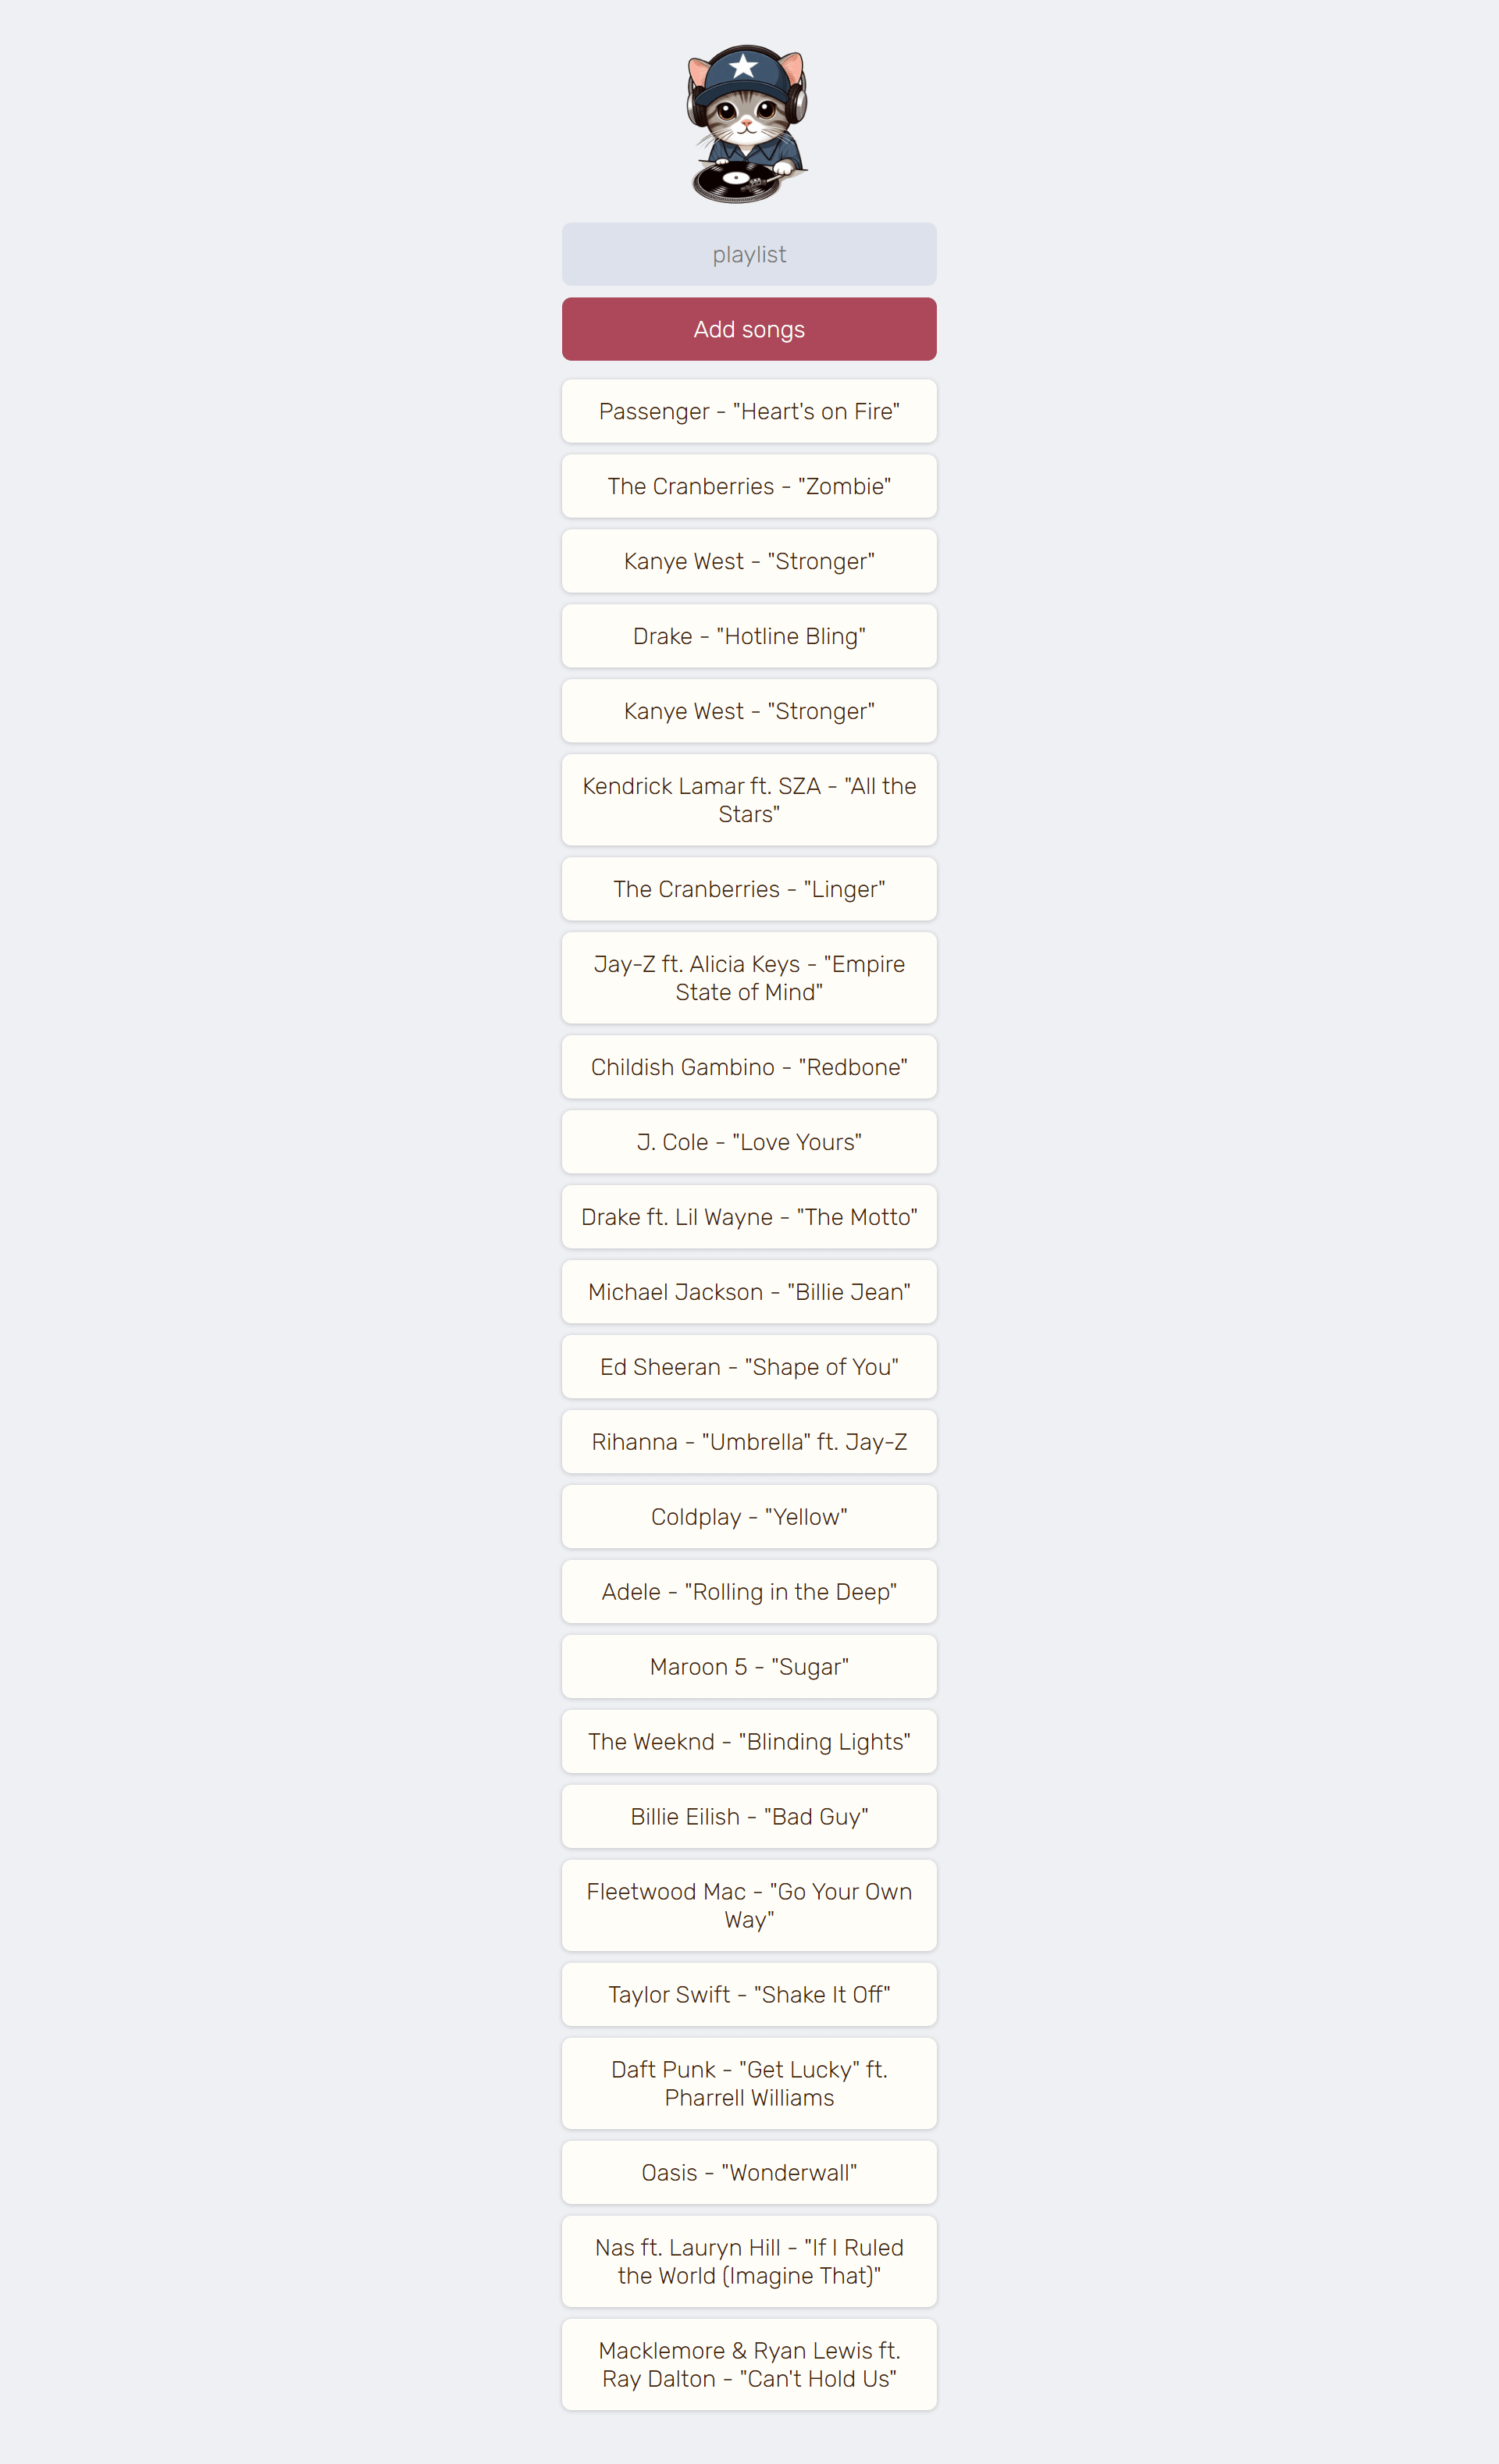 playlist
Add songs
Passenger - "Heart's on Fire"
The Cranberries - "Zombie"
Kanye West - "Stronger"
Drake - "Hotline Bling"
Kanye West - "Stronger"
Kendrick Lamar ft. SZA - "All the
Stars"
The Cranberries - "Linger"
Jay-Z ft. Alicia Keys - "Empire
State of Mind"
Childish Gambino - "Redbone"
J. Cole - "Love Yours"
Drake ft. Lil Wayne - "The Motto"
Michael Jackson - "Billie Jean"
Ed Sheeran - "Shape of You"
Rihanna - "Umbrella" ft. Jay-Z
Coldplay - "Yellow"
Adele - "Rolling in the Deep"
Maroon 5 - "Sugar"
The Weeknd - "Blinding Lights"
Billie Eilish - "Bad Guy"
Fleetwood Mac - "Go Your Own
Way"
Taylor Swift - "Shake It Off"
Daft Punk - "Get Lucky" ft.
Pharrell Williams
Oasis - "Wonderwall"
Nas ft. Lauryn Hill - "If I Ruled
the World (Imagine That)"
Macklemore & Ryan Lewis ft.
Ray Dalton - "Can't Hold Us"